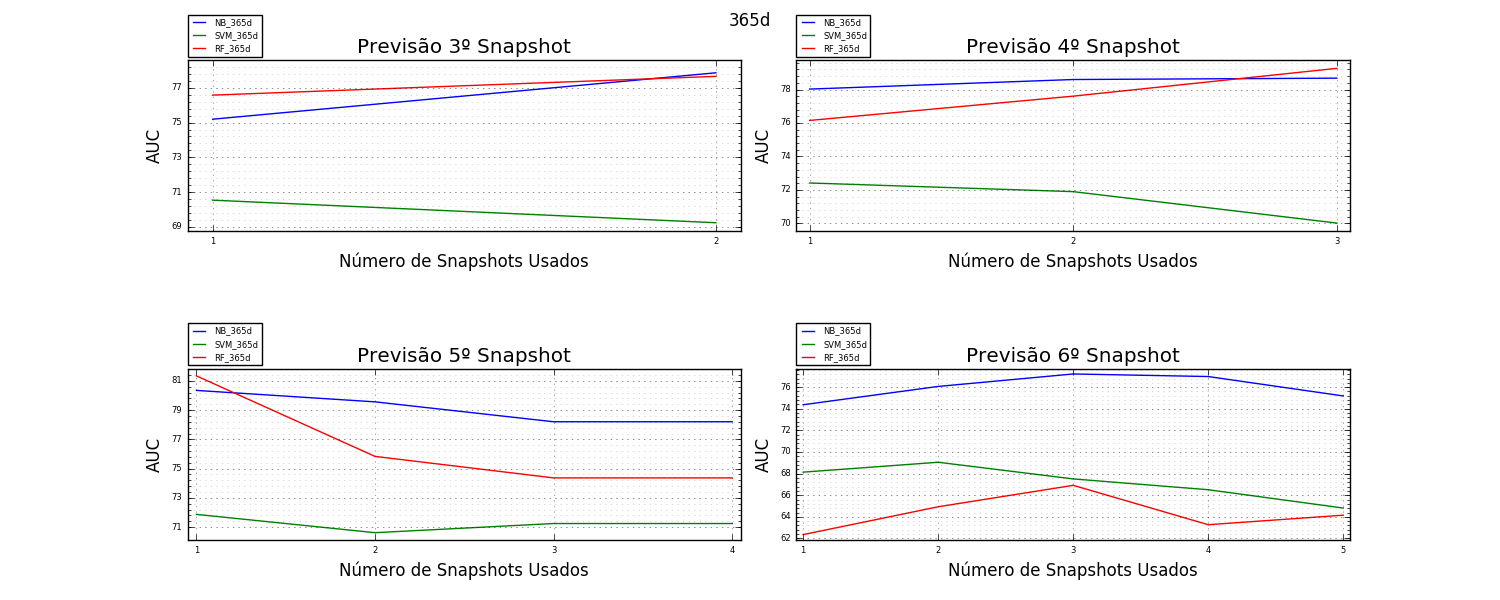 365d
NB_365d
SVM_365d
RF_365d
Previsão 3º Snapshot
AUC
77
75
73
71
69
1 2
Número de Snapshots Usados
NB_365d
SVM_365d
RF_365d
Previsão 4º Snapshot
AUC
78
76
74
72
70
1 2 3
Número de Snapshots Usados
NB_365d
SVM_365d
RF_365d
Previsão 5º Snapshot
AUC
81
79
77
75
73
71
1 2 3 4
Número de Snapshots Usados
NB_365d
SVM_365d
RF_365d
Previsão 6º Snapshot
AUC
76
74
72
70
68
66
64
62
1 2 3 4 5
Número de Snapshots Usados